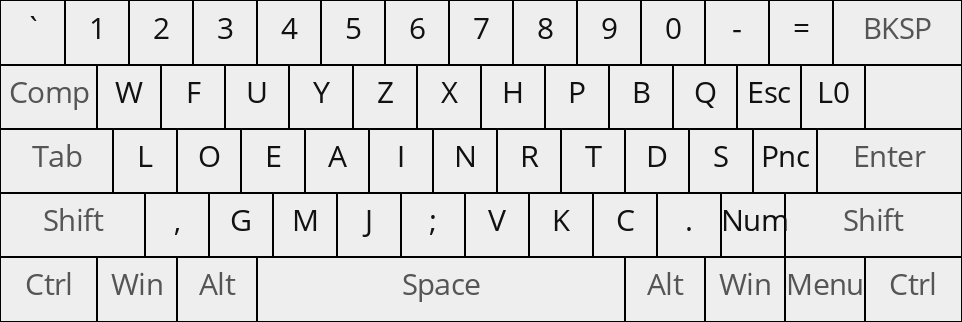 ` 1 2 3 4 5 6 7 8 9 0 - = BKSP
Comp W F U Y Z X H P B Q Esc L0
Tab L O E A I N R T D S Pnc Enter
Shift , G M J ; V K C . Num Shift
Ctrl Win Alt Space Alt Win Menu Ctrl